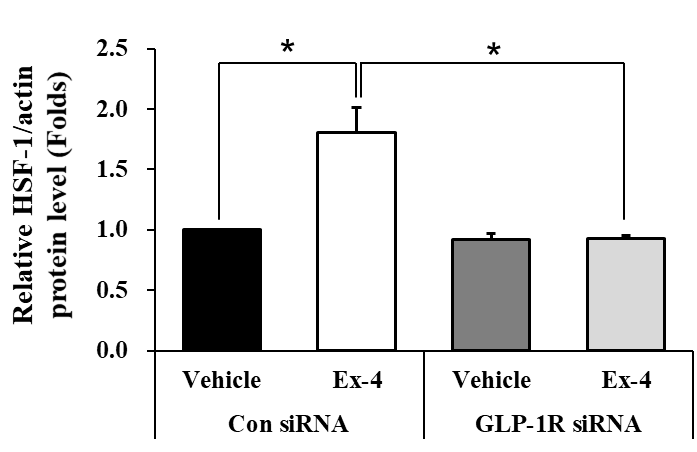 Relative HSF-1/actin
protein level (Folds)
2.5
2.0
1.5
1.0
0.5
0.0
*
*
Vehicle
Ex-4
Vehicle
Ex-4
Con siRNA
GLP-1R siRNA